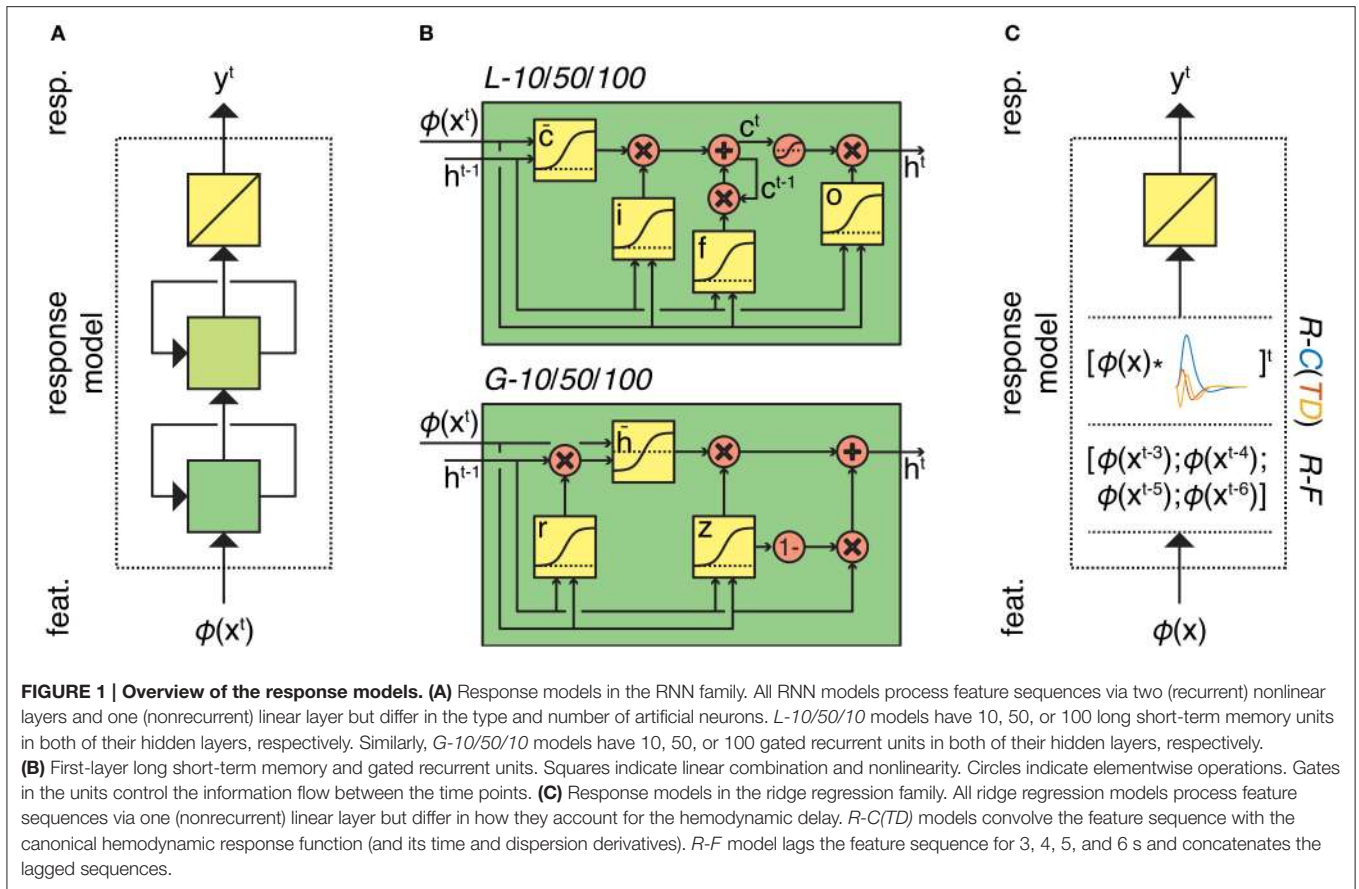 A
resp.
y^t
response
model
feat.
ϕ(x^t)
B
L-10/50/100
ϕ(x^t)
h^{t-1}
c̄
i
f
o
c^t
c^{t-1}
h^t
G-10/50/100
ϕ(x^t)
h^{t-1}
h̄
r
z
1-
h^t
C
resp.
y^t
response
model
[ϕ(x)* ]^t
[ϕ(x^{t-3});ϕ(x^{t-4});
ϕ(x^{t-5});ϕ(x^{t-6})]
R-C(TD)
R-F
feat.
ϕ(x)
FIGURE 1 | Overview of the response models. (A) Response models in the RNN family. All RNN models process feature sequences via two (recurrent) nonlinear
layers and one (nonrecurrent) linear layer but differ in the type and number of artificial neurons. L-10/50/10 models have 10, 50, or 100 long short-term memory units
in both of their hidden layers, respectively. Similarly, G-10/50/10 models have 10, 50, or 100 gated recurrent units in both of their hidden layers, respectively.
(B) First-layer long short-term memory and gated recurrent units. Squares indicate linear combination and nonlinearity. Circles indicate elementwise operations. Gates
in the units control the information flow between the time points. (C) Response models in the ridge regression family. All ridge regression models process feature
sequences via one (nonrecurrent) linear layer but differ in how they account for the hemodynamic delay. R-C(TD) models convolve the feature sequence with the
canonical hemodynamic response function (and its time and dispersion derivatives). R-F model lags the feature sequence for 3, 4, 5, and 6 s and concatenates the
lagged sequences.